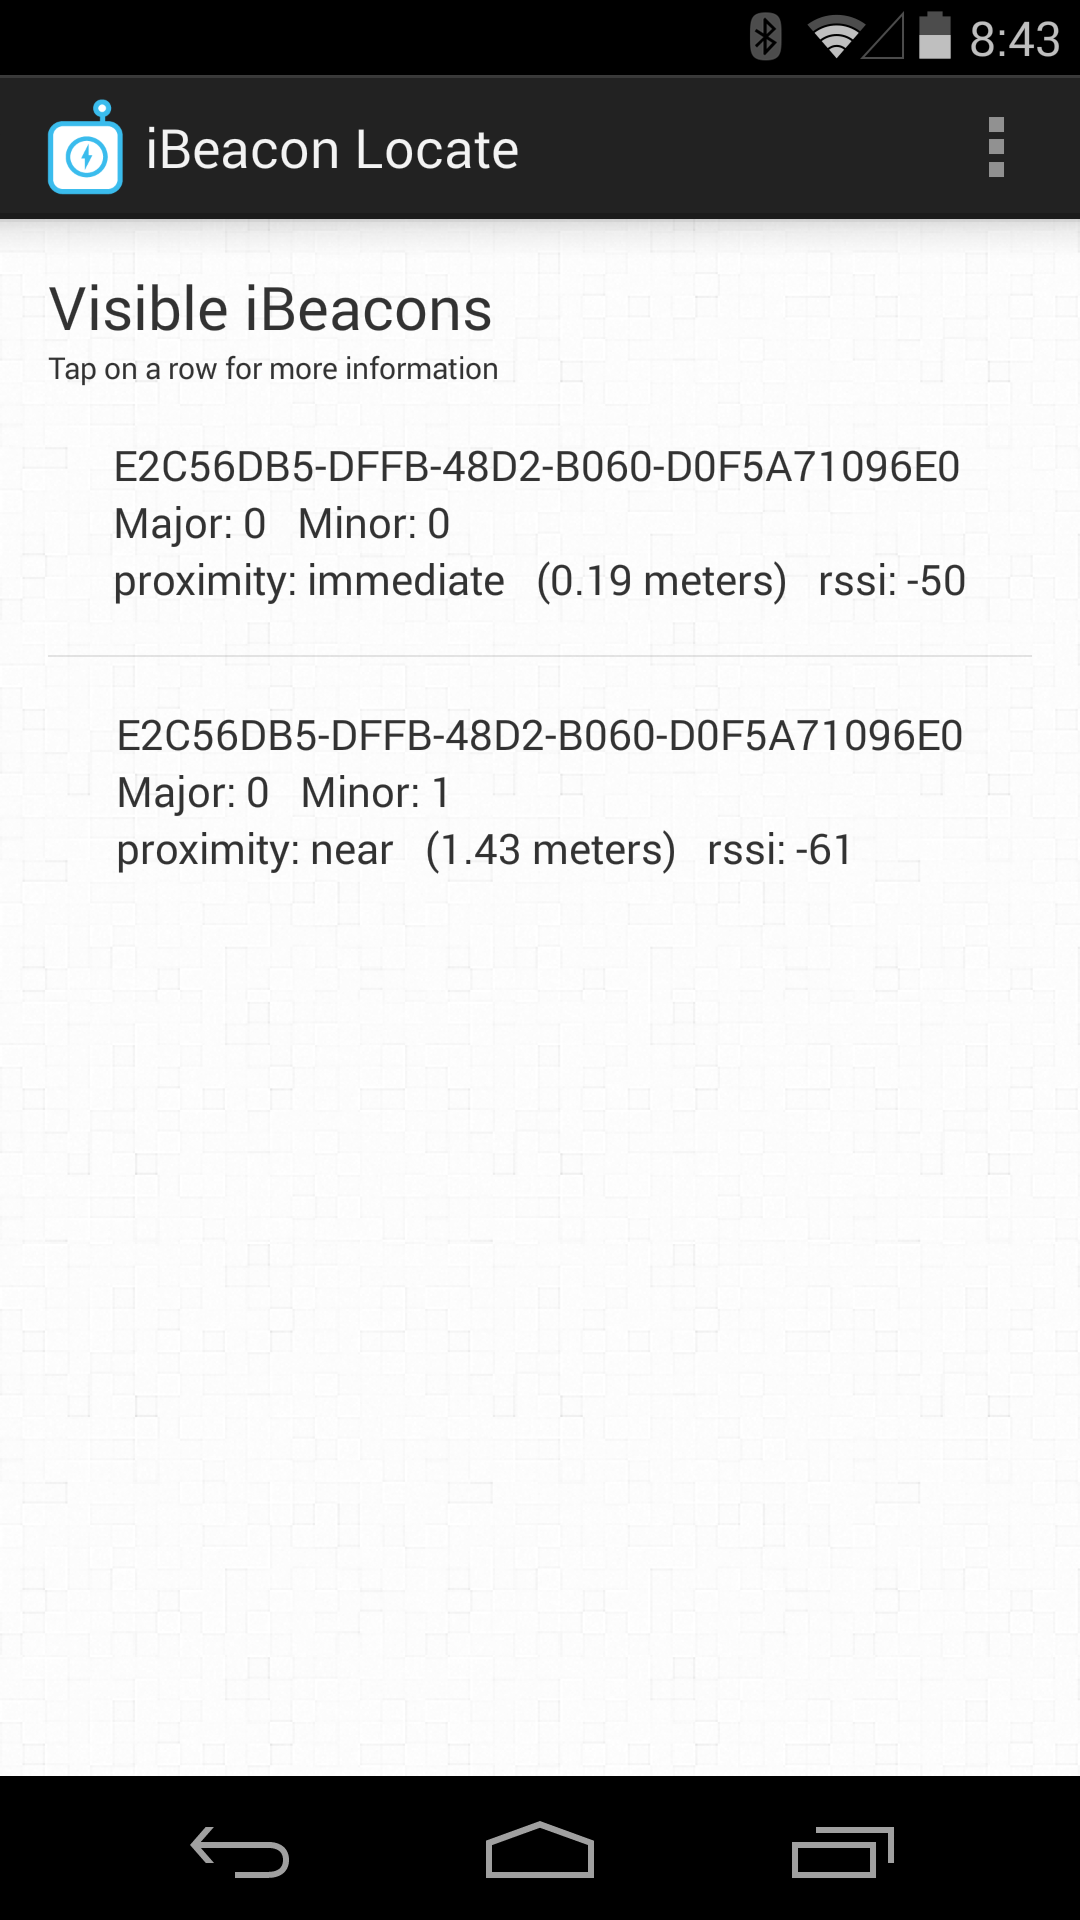 8:43
iBeacon Locate
Visible iBeacons
Tap on a row for more information
E2C56DB5-DFFB-48D2-B060-D0F5A71096E0
Major: 0   Minor: 0
proximity: immediate   (0.19 meters)   rssi: -50
E2C56DB5-DFFB-48D2-B060-D0F5A71096E0
Major: 0   Minor: 1
proximity: near   (1.43 meters)   rssi: -61